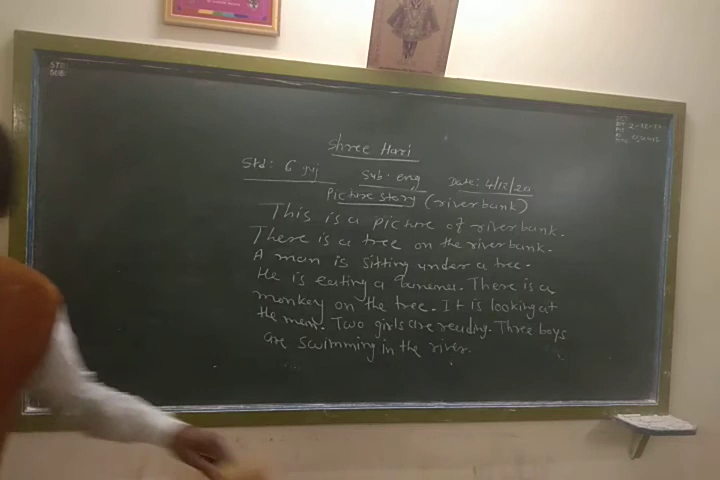 Shree Hari
Std: 6 Guj Sub: eng Date: 4/12/20
Picture story (river bank)
This is a picture of river bank.
There is a tree on the river bank.
A man is sitting under a tree.
He is eating a banana. There is a
monkey on the tree. It is looking at
the man. Two girls are reading. Three boys
are swimming in the river.